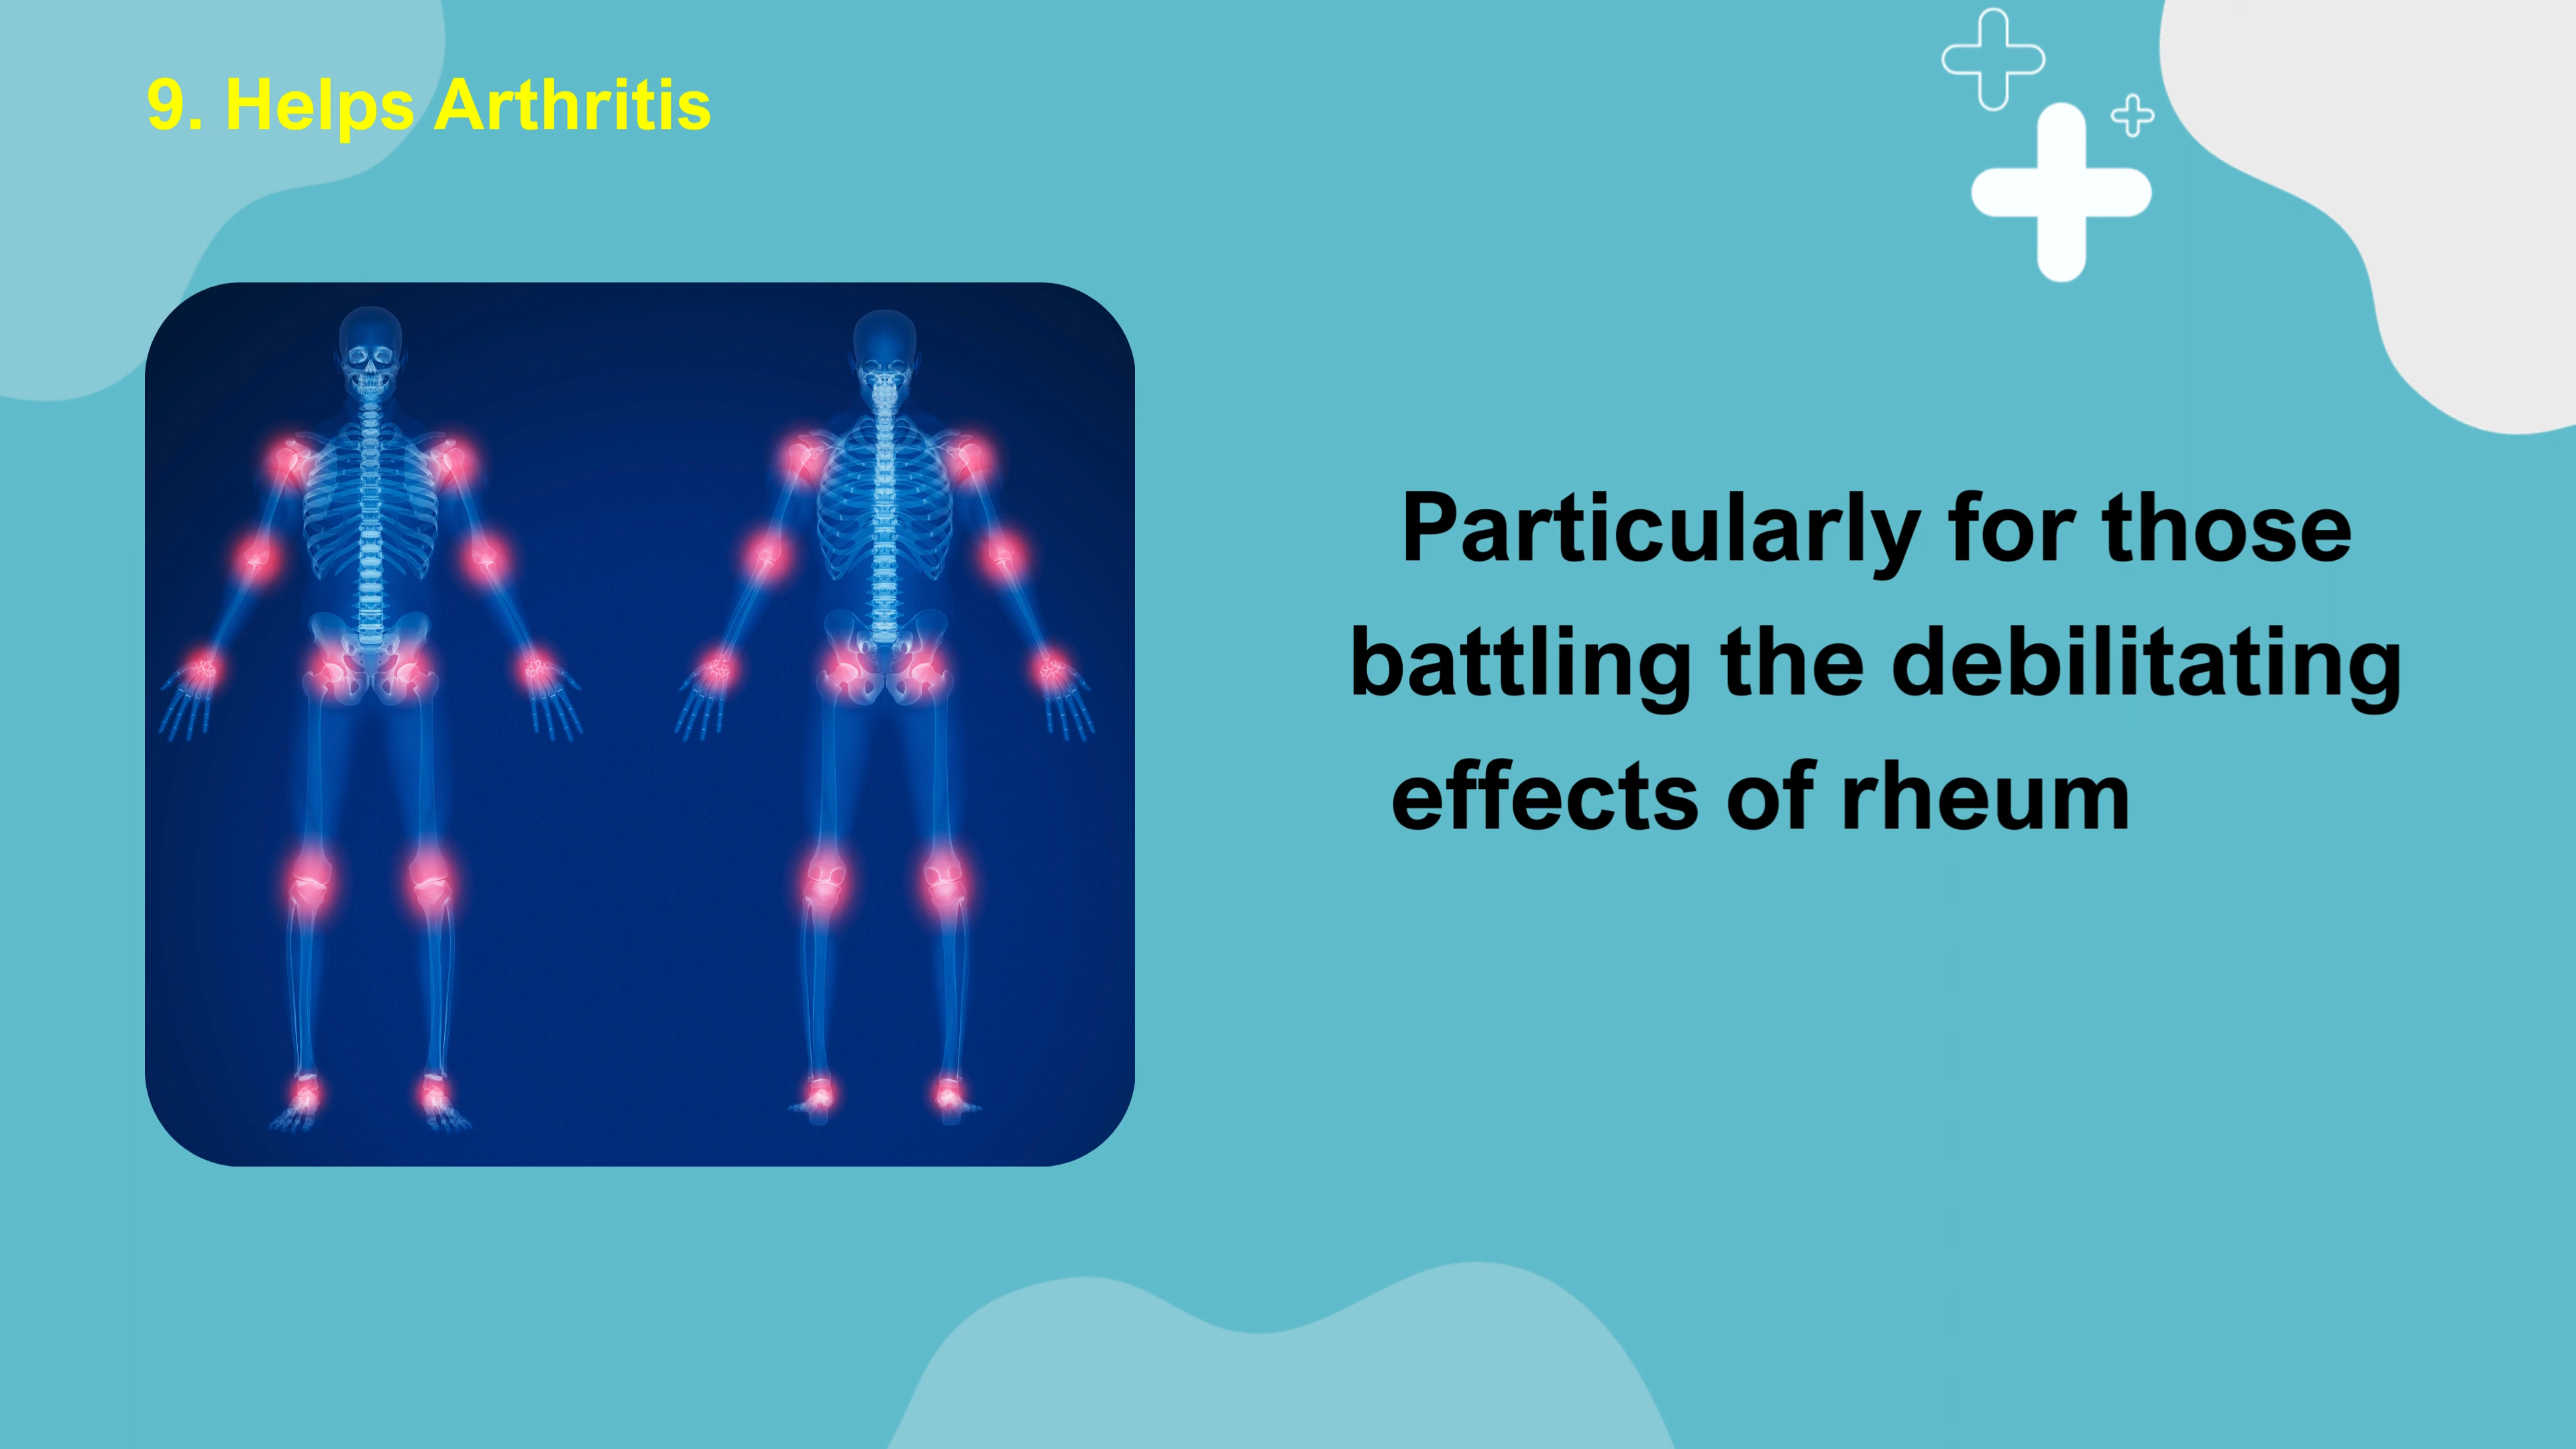 9. Helps Arthritis
Particularly for those
battling the debilitating
effects of rheum